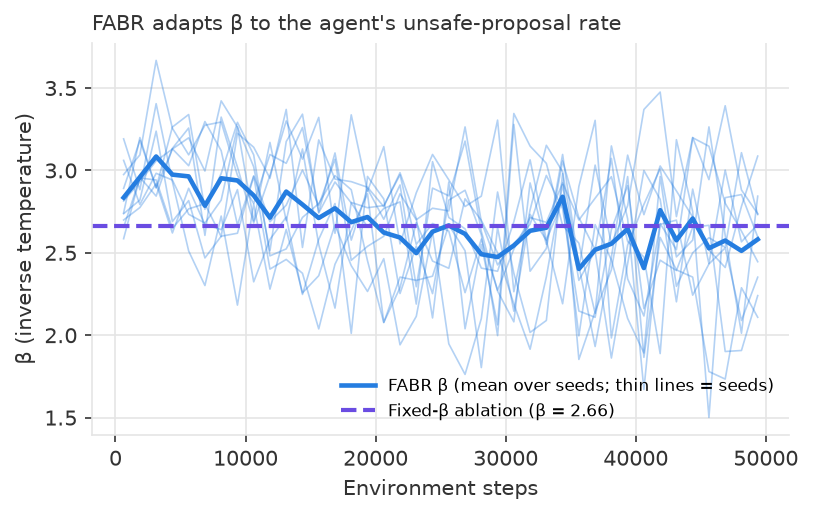 FABR adapts β to the agent's unsafe-proposal rate
3.5
3.0
2.5
2.0
1.5
β (inverse temperature)
FABR β (mean over seeds; thin lines = seeds)
Fixed-β ablation (β = 2.66)
0
10000
20000
30000
40000
50000
Environment steps